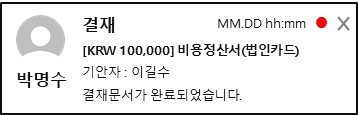 결재 MM.DD hh:mm
[KRW 100,000] 비용정산서(법인카드)
박명수 기안자 : 이길수
결재문서가 완료되었습니다.